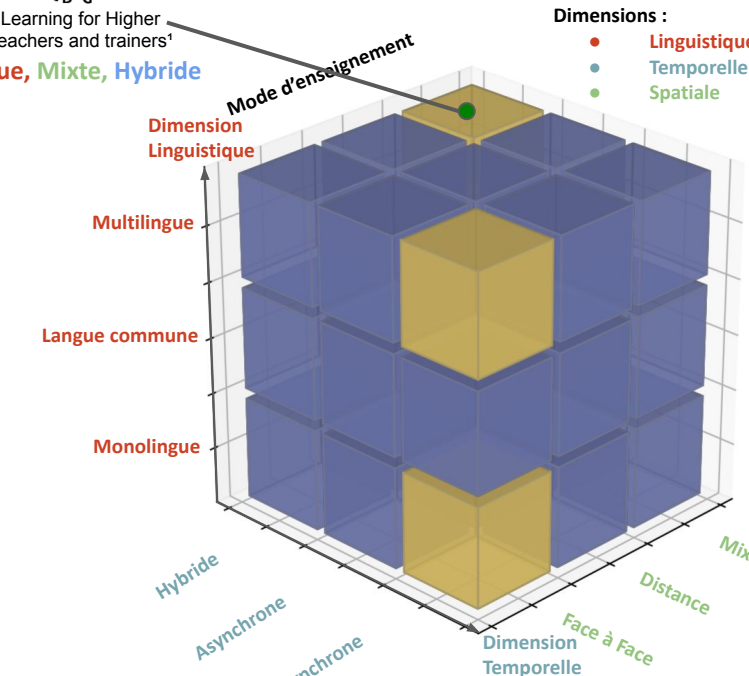 Learning for Higher
eachers and trainers¹
ue, Mixte, Hybride
Dimensions :
Linguistique
Temporelle
Spatiale
Mode d'enseignement
Dimension
Linguistique
Multilingue
Langue commune
Monolingue
Hybride
Asynchrone
nchrone
Dimension
Temporelle
Face à Face
Distance
Mix